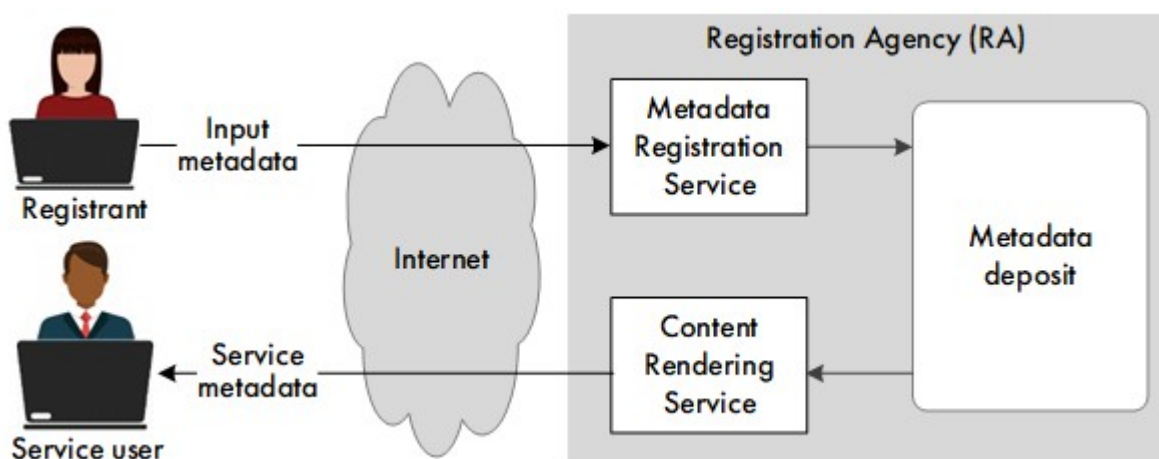 Registration Agency (RA)
Input
metadata
Metadata
Registration
Service
Registrant
Internet
Metadata
deposit
Service
metadata
Content
Rendering
Service
Service user